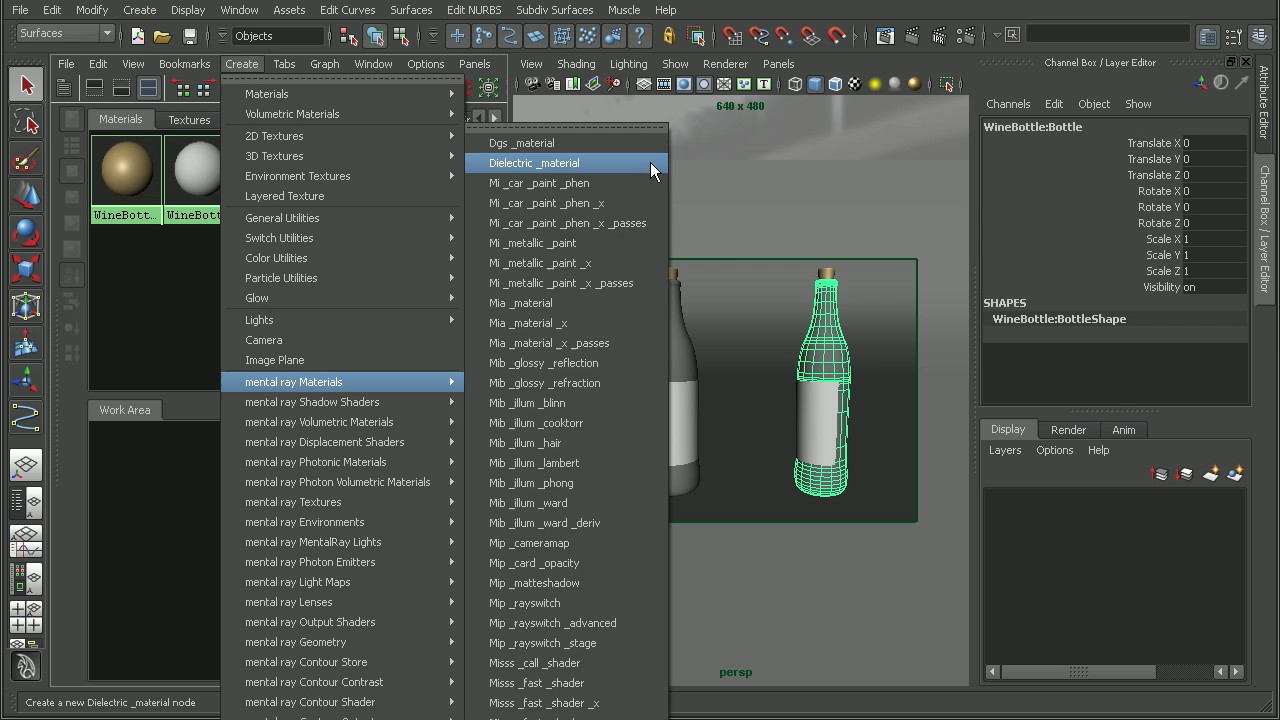 File Edit Modify Create Display Window Assets Edit Curves Surfaces Edit NURBS Subdiv Surfaces Muscle Help
Surfaces Objects
File Edit View Bookmarks Create Tabs Graph Window Options Panels
View Shading Lighting Show Renderer Panels
Channel Box / Layer Editor
Materials Textures
WineBott... WineBott
Work Area
Materials
Volumetric Materials
2D Textures
3D Textures
Environment Textures
Layered Texture
General Utilities
Switch Utilities
Color Utilities
Particle Utilities
Glow
Lights
Camera
Image Plane
mental ray Materials
mental ray Shadow Shaders
mental ray Volumetric Materials
mental ray Displacement Shaders
mental ray Photonic Materials
mental ray Photon Volumetric Materials
mental ray Textures
mental ray Environments
mental ray MentalRay Lights
mental ray Photon Emitters
mental ray Light Maps
mental ray Lenses
mental ray Output Shaders
mental ray Geometry
mental ray Contour Store
mental ray Contour Contrast
mental ray Contour Shader
Dgs _material
Dielectric _material
Mi _car _paint _phen
Mi _car _paint _phen _x
Mi _car _paint _phen _x _passes
Mi _metallic _paint
Mi _metallic _paint _x
Mi _metallic _paint _x _passes
Mia _material
Mia _material _x
Mia _material _x _passes
Mib _glossy _reflection
Mib _glossy _refraction
Mib _illum _blinn
Mib _illum _cooktorr
Mib _illum _hair
Mib _illum _lambert
Mib _illum _phong
Mib _illum _ward
Mib _illum _ward _deriv
Mip _cameramap
Mip _card _opacity
Mip _matteshadow
Mip _rayswitch
Mip _rayswitch _advanced
Mip _rayswitch _stage
Misss _call _shader
Misss _fast _shader
Misss _fast _shader _x
640 x 480
persp
Channels Edit Object Show
WineBottle:Bottle
Translate X 0
Translate Y 0
Translate Z 0
Rotate X 0
Rotate Y 0
Rotate Z 0
Scale X 1
Scale Y 1
Scale Z 1
Visibility on
SHAPES
WineBottle:BottleShape
Display Render Anim
Layers Options Help
Attribute Editor
Channel Box / Layer Editor
Create a new Dielectric _material node